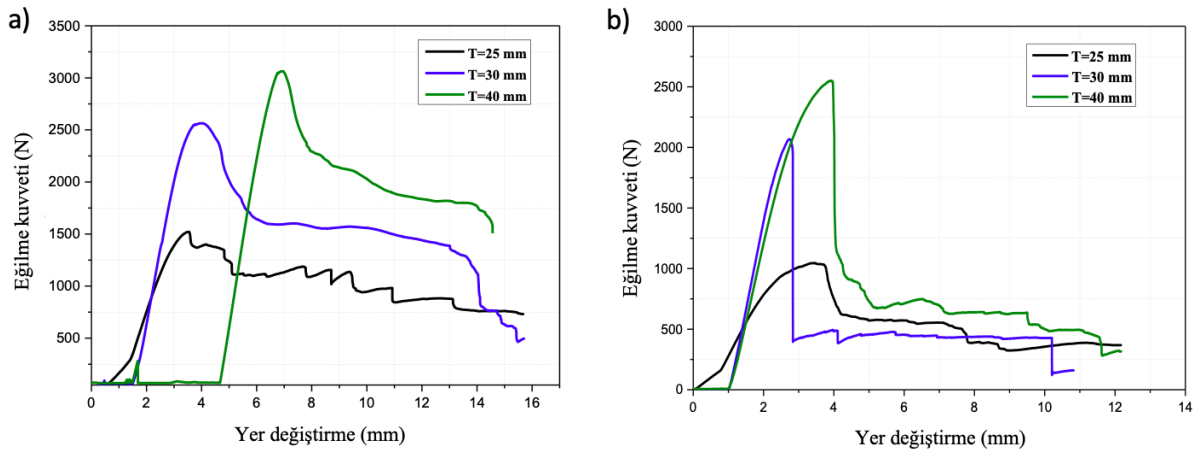 a)
3500
3000
2500
2000
1500
1000
500
0 2 4 6 8 10 12 14 16
Eğilme kuvveti (N)
Yer değiştirme (mm)
T=25 mm
T=30 mm
T=40 mm
b)
3000
2500
2000
1500
1000
500
0
0 2 4 6 8 10 12 14
Eğilme kuvveti (N)
Yer değiştirme (mm)
T=25 mm
T=30 mm
T=40 mm